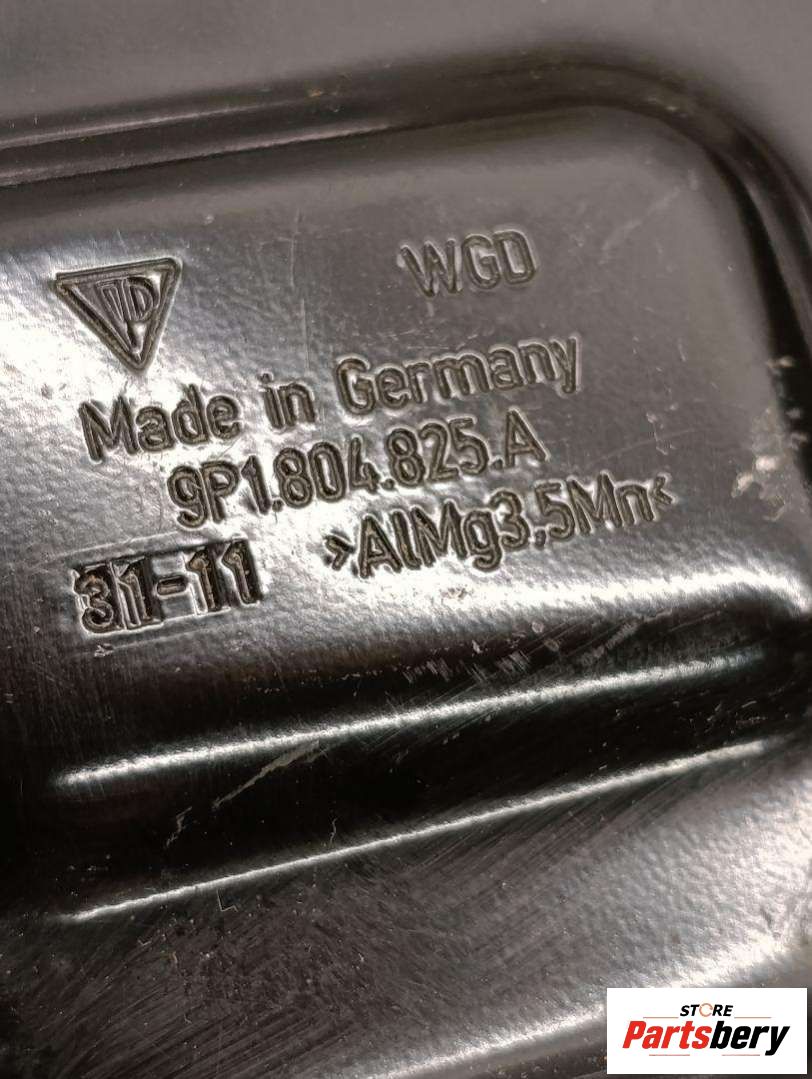 WGD
Made in Germany
9P1.804.825.A
31-11 >AlMg3,5Mn<
STORE
Partsbery